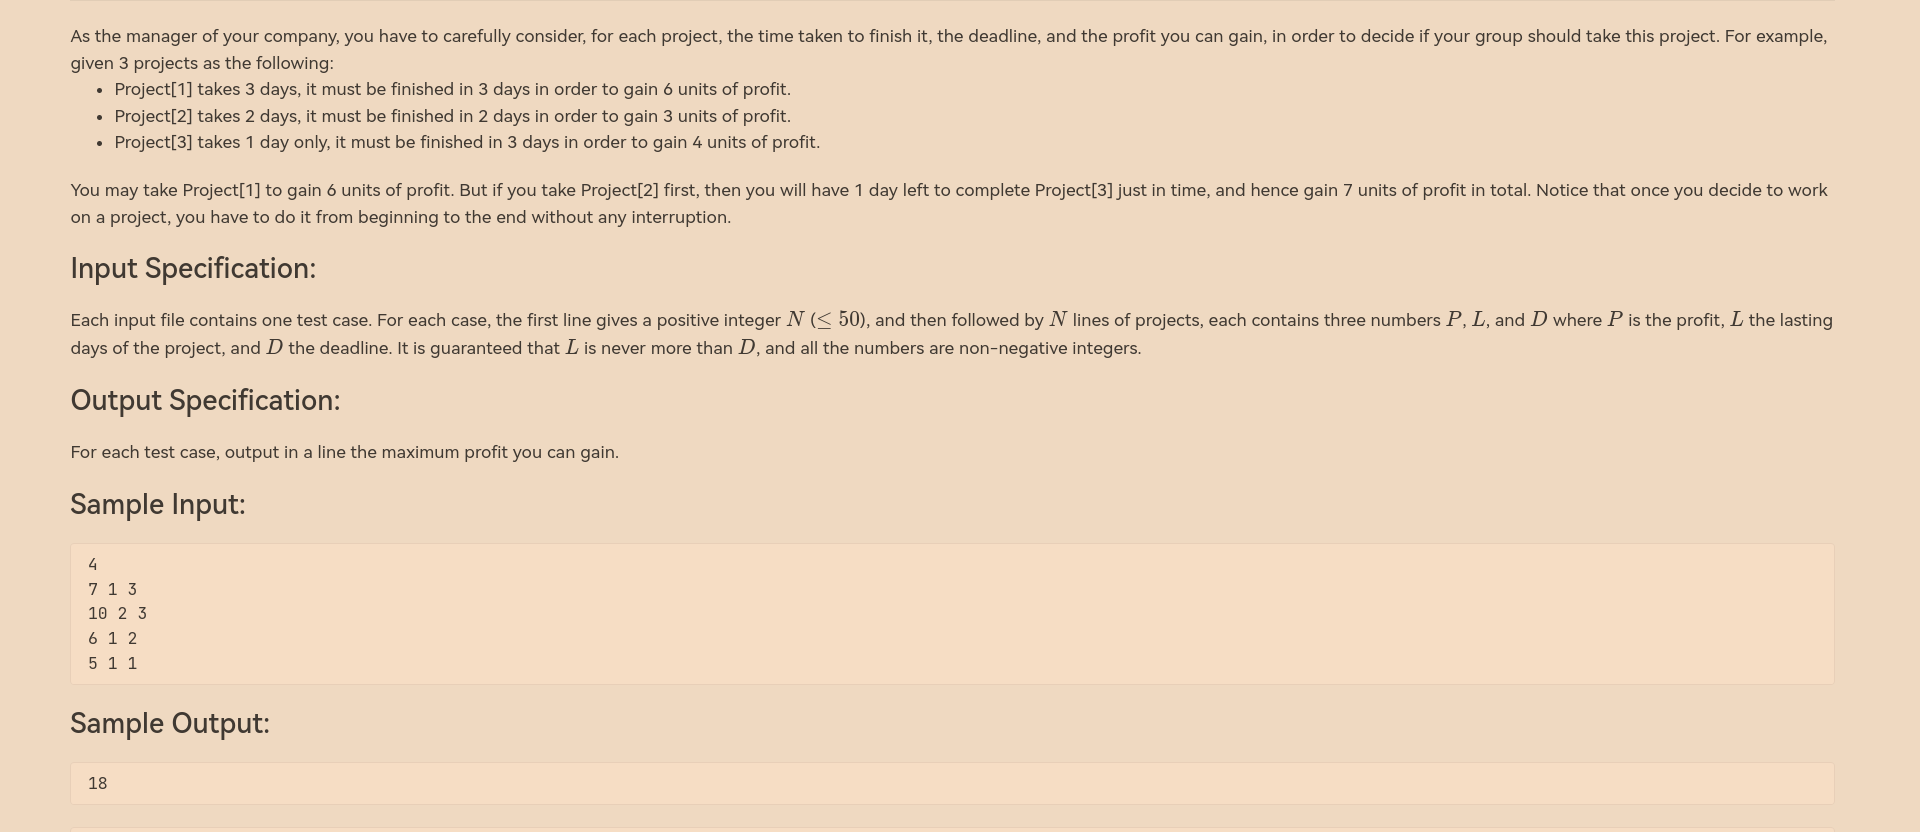 As the manager of your company, you have to carefully consider, for each project, the time taken to finish it, the deadline, and the profit you can gain, in order to decide if your group should take this project. For example,
given 3 projects as the following:
• Project[1] takes 3 days, it must be finished in 3 days in order to gain 6 units of profit.
• Project[2] takes 2 days, it must be finished in 2 days in order to gain 3 units of profit.
• Project[3] takes 1 day only, it must be finished in 3 days in order to gain 4 units of profit.
You may take Project[1] to gain 6 units of profit. But if you take Project[2] first, then you will have 1 day left to complete Project[3] just in time, and hence gain 7 units of profit in total. Notice that once you decide to work
on a project, you have to do it from beginning to the end without any interruption.
Input Specification:
Each input file contains one test case. For each case, the first line gives a positive integer N (≤ 50), and then followed by N lines of projects, each contains three numbers P, L, and D where P is the profit, L the lasting
days of the project, and D the deadline. It is guaranteed that L is never more than D, and all the numbers are non-negative integers.
Output Specification:
For each test case, output in a line the maximum profit you can gain.
Sample Input:
4
7 1 3
10 2 3
6 1 2
5 1 1
Sample Output:
18